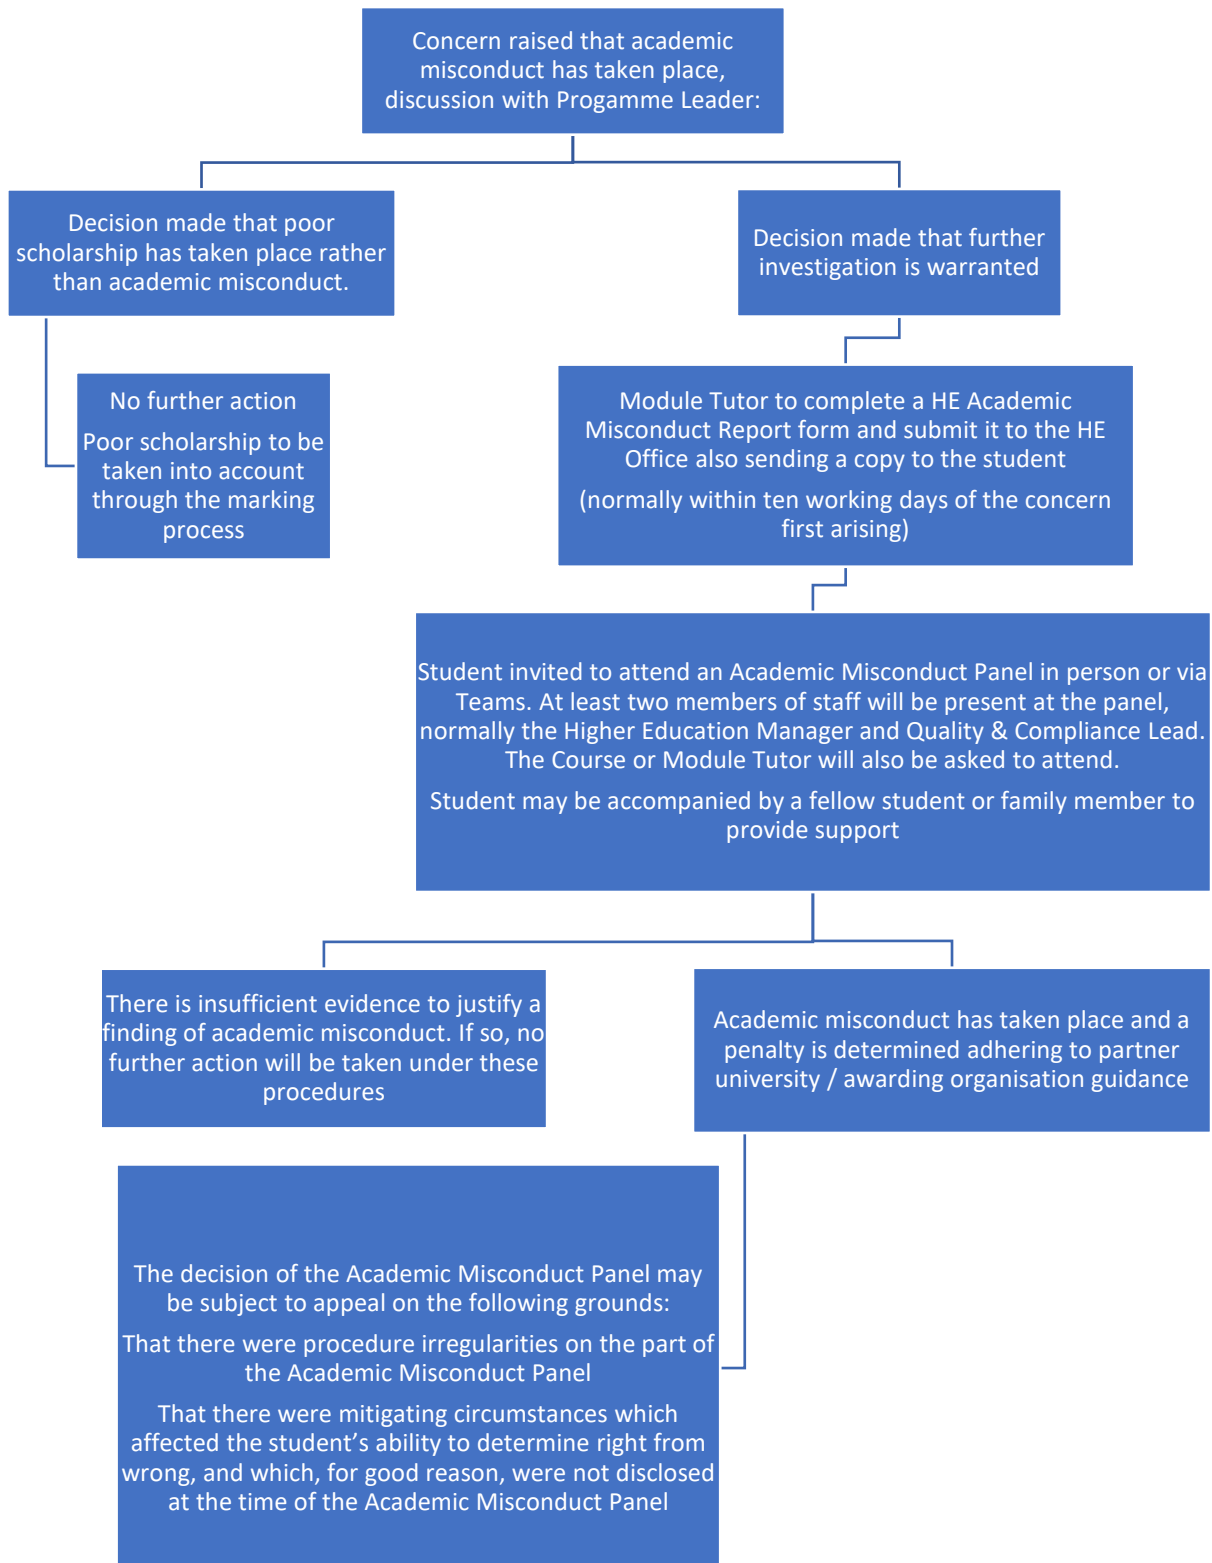 Concern raised that academic
misconduct has taken place,
discussion with Progamme Leader:
Decision made that poor
scholarship has taken place rather
than academic misconduct.
Decision made that further
investigation is warranted
No further action
Poor scholarship to be
taken into account
through the marking
process
Module Tutor to complete a HE Academic
Misconduct Report form and submit it to the HE
Office also sending a copy to the student
(normally within ten working days of the concern
first arising)
Student invited to attend an Academic Misconduct Panel in person or via
Teams. At least two members of staff will be present at the panel,
normally the Higher Education Manager and Quality & Compliance Lead.
The Course or Module Tutor will also be asked to attend.
Student may be accompanied by a fellow student or family member to
provide support
There is insufficient evidence to justify a
finding of academic misconduct. If so, no
further action will be taken under these
procedures
Academic misconduct has taken place and a
penalty is determined adhering to partner
university / awarding organisation guidance
The decision of the Academic Misconduct Panel may
be subject to appeal on the following grounds:
That there were procedure irregularities on the part of
the Academic Misconduct Panel
That there were mitigating circumstances which
affected the student’s ability to determine right from
wrong, and which, for good reason, were not disclosed
at the time of the Academic Misconduct Panel